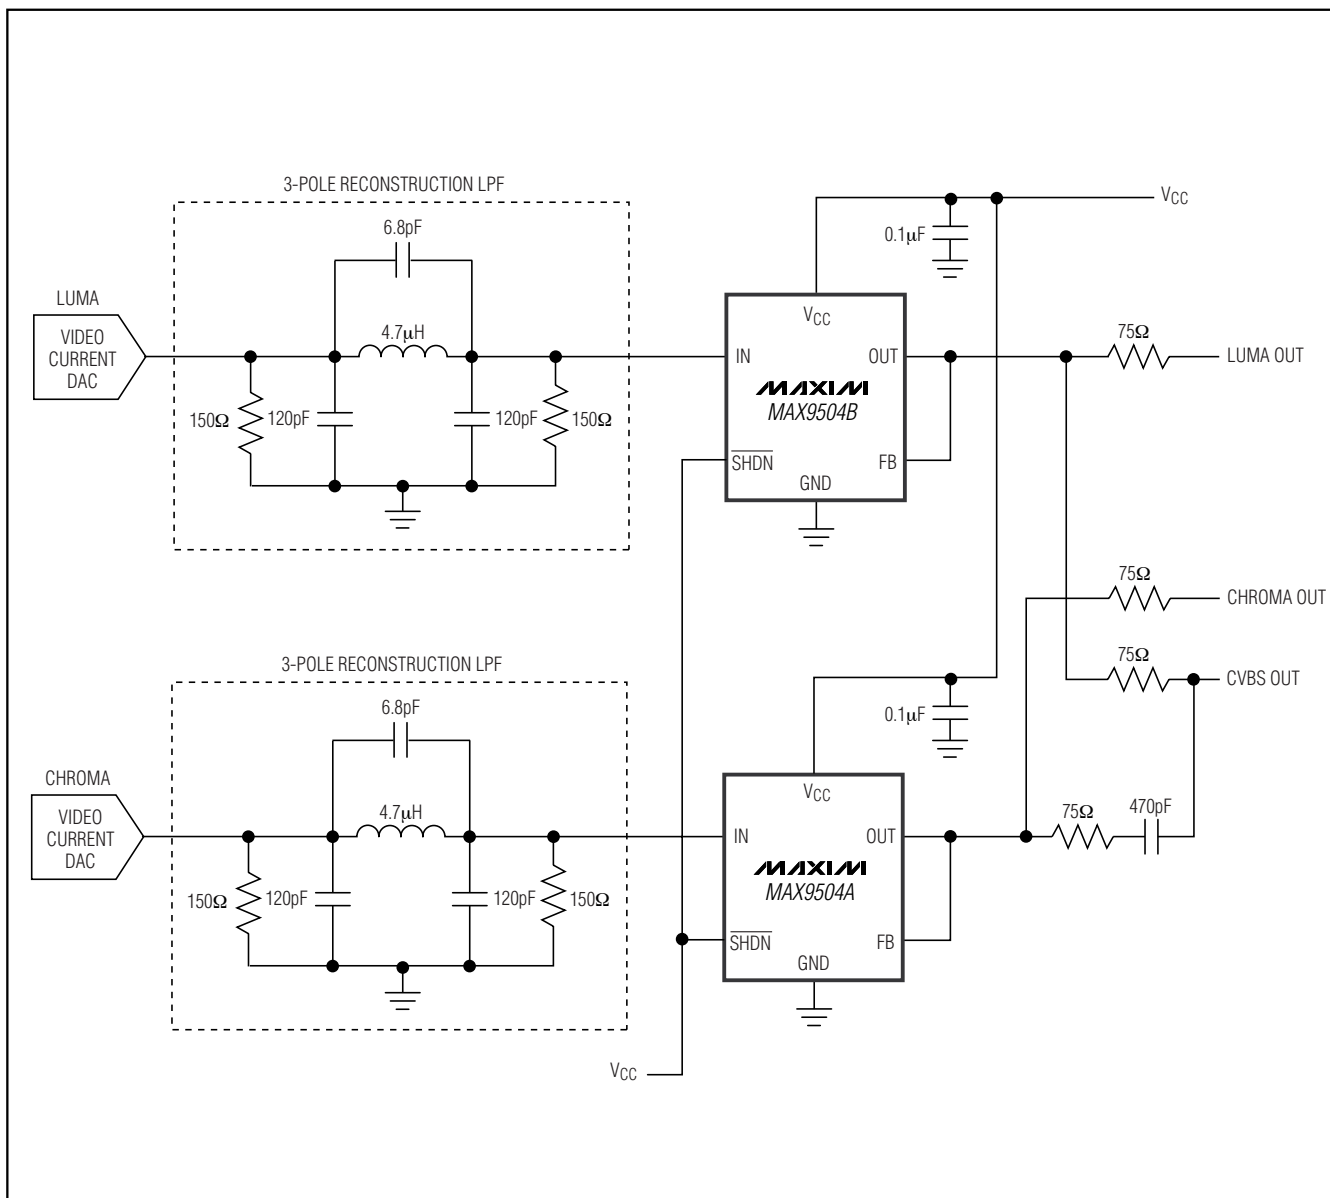 3-POLE RECONSTRUCTION LPF
6.8pF
LUMA
VIDEO
CURRENT
DAC
4.7µH
150Ω
120pF
120pF
150Ω
VCC
0.1µF
VCC
IN
OUT
MAXIM
MAX9504B
SHDN
FB
GND
75Ω
LUMA OUT
75Ω
CHROMA OUT
75Ω
CVBS OUT
3-POLE RECONSTRUCTION LPF
6.8pF
CHROMA
VIDEO
CURRENT
DAC
4.7µH
150Ω
120pF
120pF
150Ω
0.1µF
VCC
IN
OUT
MAXIM
MAX9504A
SHDN
FB
GND
75Ω
470pF
VCC